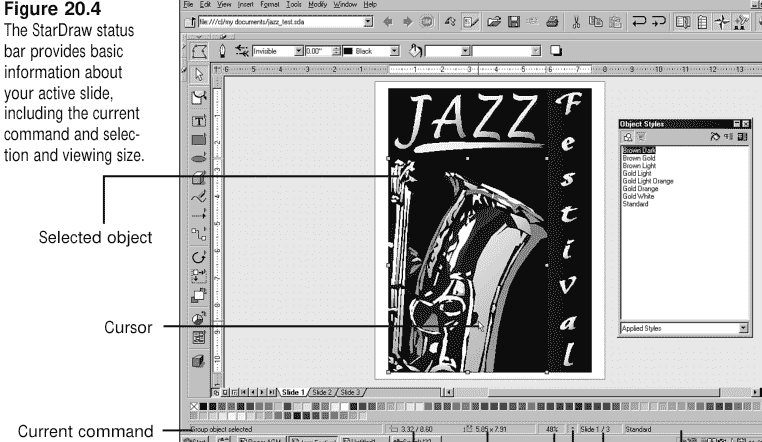 Figure 20.4
The StarDraw status
bar provides basic
information about
your active slide,
including the current
command and selec-
tion and viewing size.
File Edit View Insert Format Tools Modify Window Help
file:///c|/my documents/jazz_test.sda
Invisible 0.00" Black
JAZZ
Festival
Object Styles
Brown Dark
Brown Gold
Brown Light
Gold Light
Gold Light Orange
Gold Orange
Gold White
Standard
Applied Styles
Selected object
Cursor
Slide 1 Slide 2 Slide 3
Current command
Group object selected
3.32 / 8.60
5.85 x 7.91
48%
Slide 1 / 3
Standard